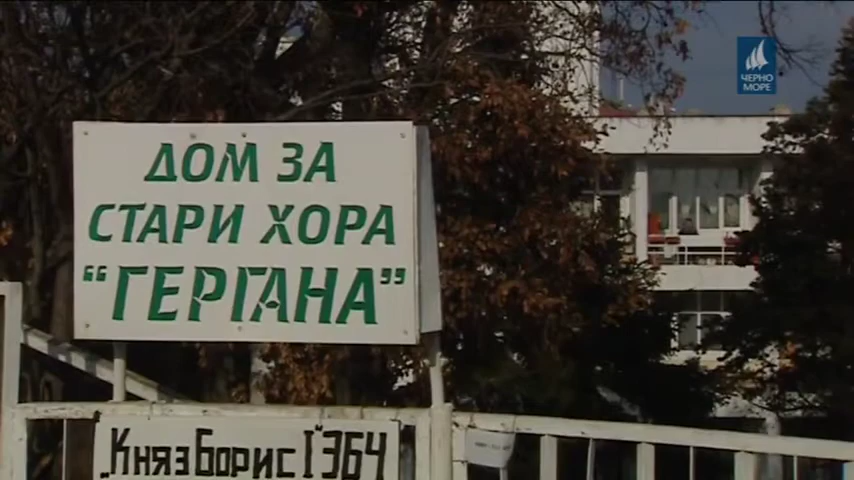 ЧЕРНО
МОРЕ
ДОМ ЗА
СТАРИ ХОРА
"ГЕРГАНА"
„Княз Борис I" 364